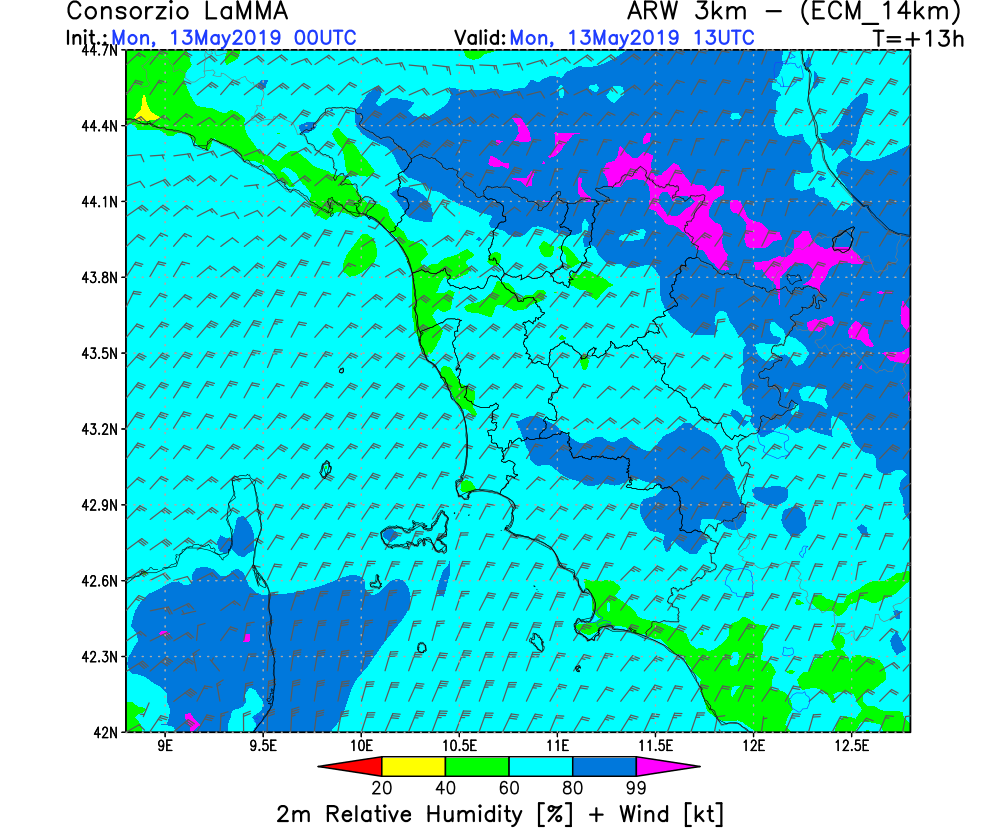 Consorzio LaMMA ARW 3km − (ECM_14km)
Init.: Mon, 13May2019 00UTC Valid: Mon, 13May2019 13UTC T=+13h
44.7N
44.4N
44.1N
43.8N
43.5N
43.2N
42.9N
42.6N
42.3N
42N
9E 9.5E 10E 10.5E 11E 11.5E 12E 12.5E
20 40 60 80 99
2m Relative Humidity [%] + Wind [kt]